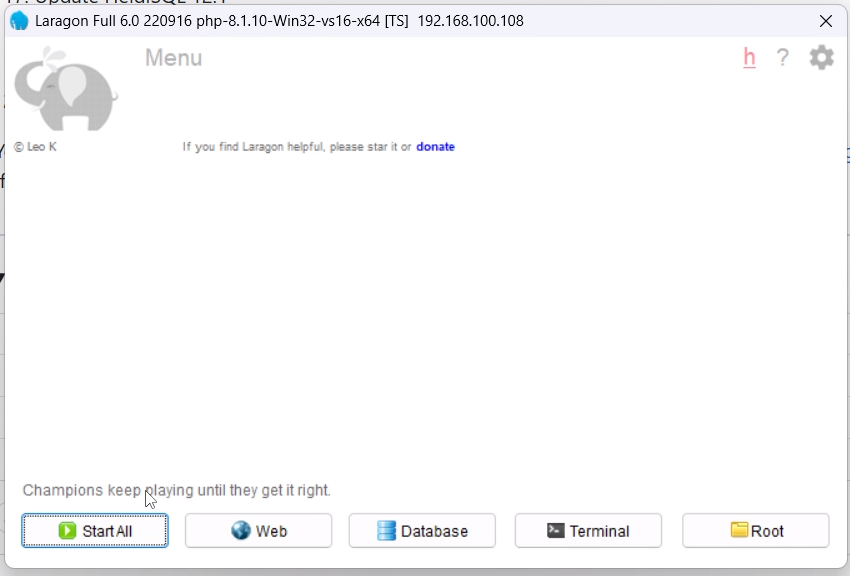 Laragon Full 6.0 220916 php-8.1.10-Win32-vs16-x64 [TS] 192.168.100.108
Menu
h ?
© Leo K
If you find Laragon helpful, please star it or donate
Champions keep playing until they get it right.
Start All
Web
Database
Terminal
Root